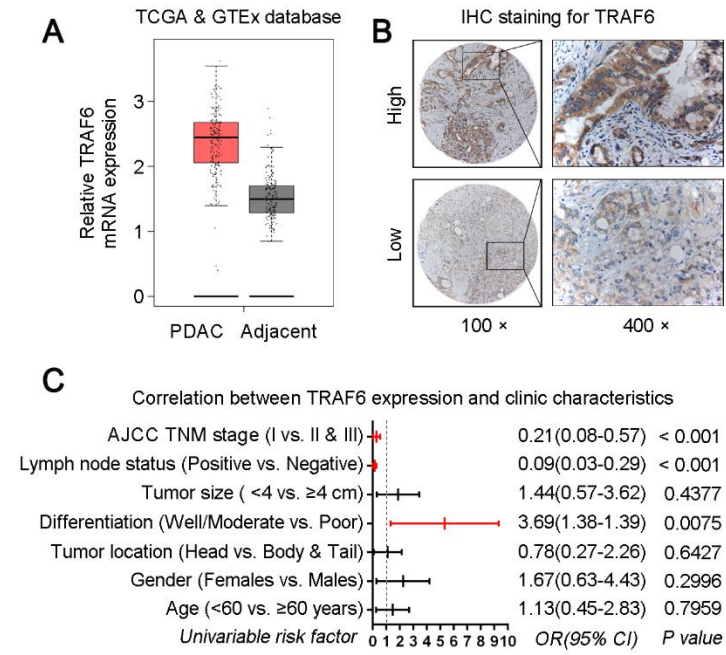 A
TCGA & GTEx database
Relative TRAF6
mRNA expression
3
2
1
0
PDAC Adjacent
B
IHC staining for TRAF6
High
Low
100 × 400 ×
C
Correlation between TRAF6 expression and clinic characteristics
AJCC TNM stage (I vs. II & III) 0.21(0.08-0.57) < 0.001
Lymph node status (Positive vs. Negative) 0.09(0.03-0.29) < 0.001
Tumor size ( <4 vs. ≥4 cm) 1.44(0.57-3.62) 0.4377
Differentiation (Well/Moderate vs. Poor) 3.69(1.38-1.39) 0.0075
Tumor location (Head vs. Body & Tail) 0.78(0.27-2.26) 0.6427
Gender (Females vs. Males) 1.67(0.63-4.43) 0.2996
Age (<60 vs. ≥60 years) 1.13(0.45-2.83) 0.7959
Univariable risk factor 0 1 2 3 4 5 6 7 8 9 10 OR(95% CI) P value